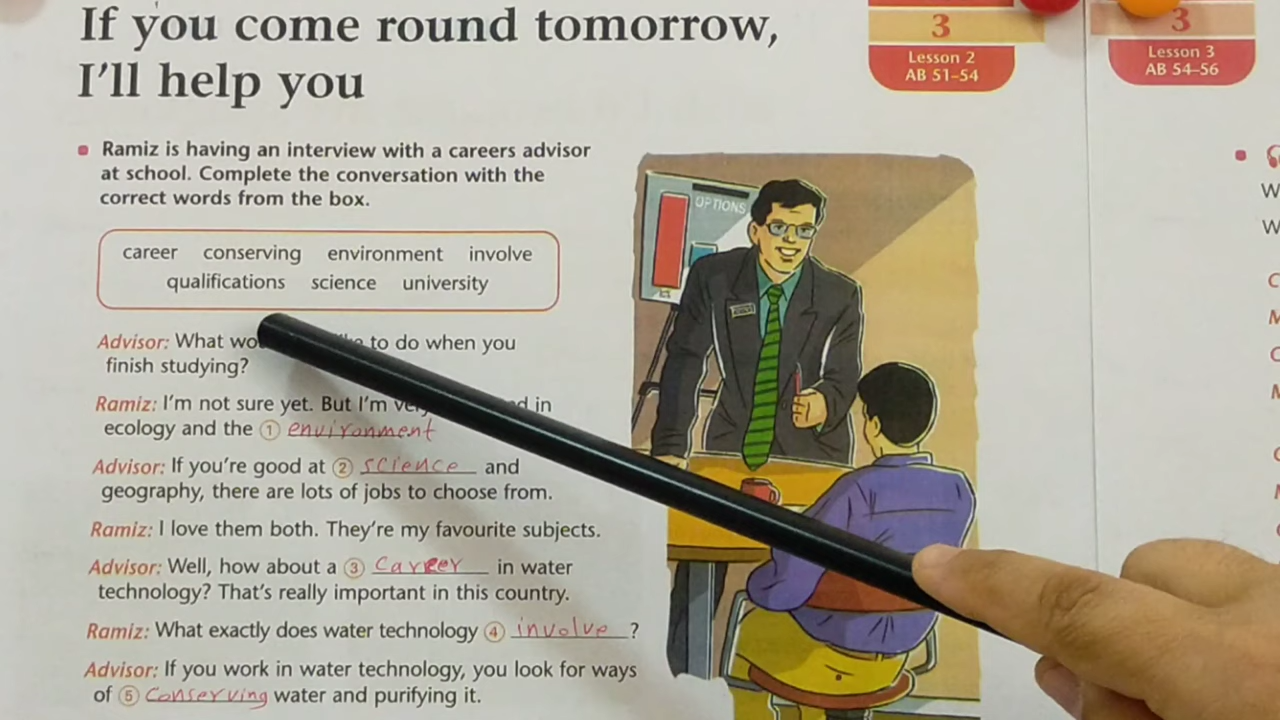 If you come round tomorrow,
I'll help you
3
Lesson 2
AB 51–54
3
Lesson 3
AB 54–56
Ramiz is having an interview with a careers advisor
at school. Complete the conversation with the
correct words from the box.
career conserving environment involve
qualifications science university
OPTIONS
Advisor: What to do when you
finish studying?
Ramiz: I'm not sure yet. But I'm in
ecology and the ① environment
Advisor: If you're good at ② science and
geography, there are lots of jobs to choose from.
Ramiz: I love them both. They're my favourite subjects.
Advisor: Well, how about a ③ Career in water
technology? That's really important in this country.
Ramiz: What exactly does water technology ④ involve ?
Advisor: If you work in water technology, you look for ways
of ⑤ Conserving water and purifying it.